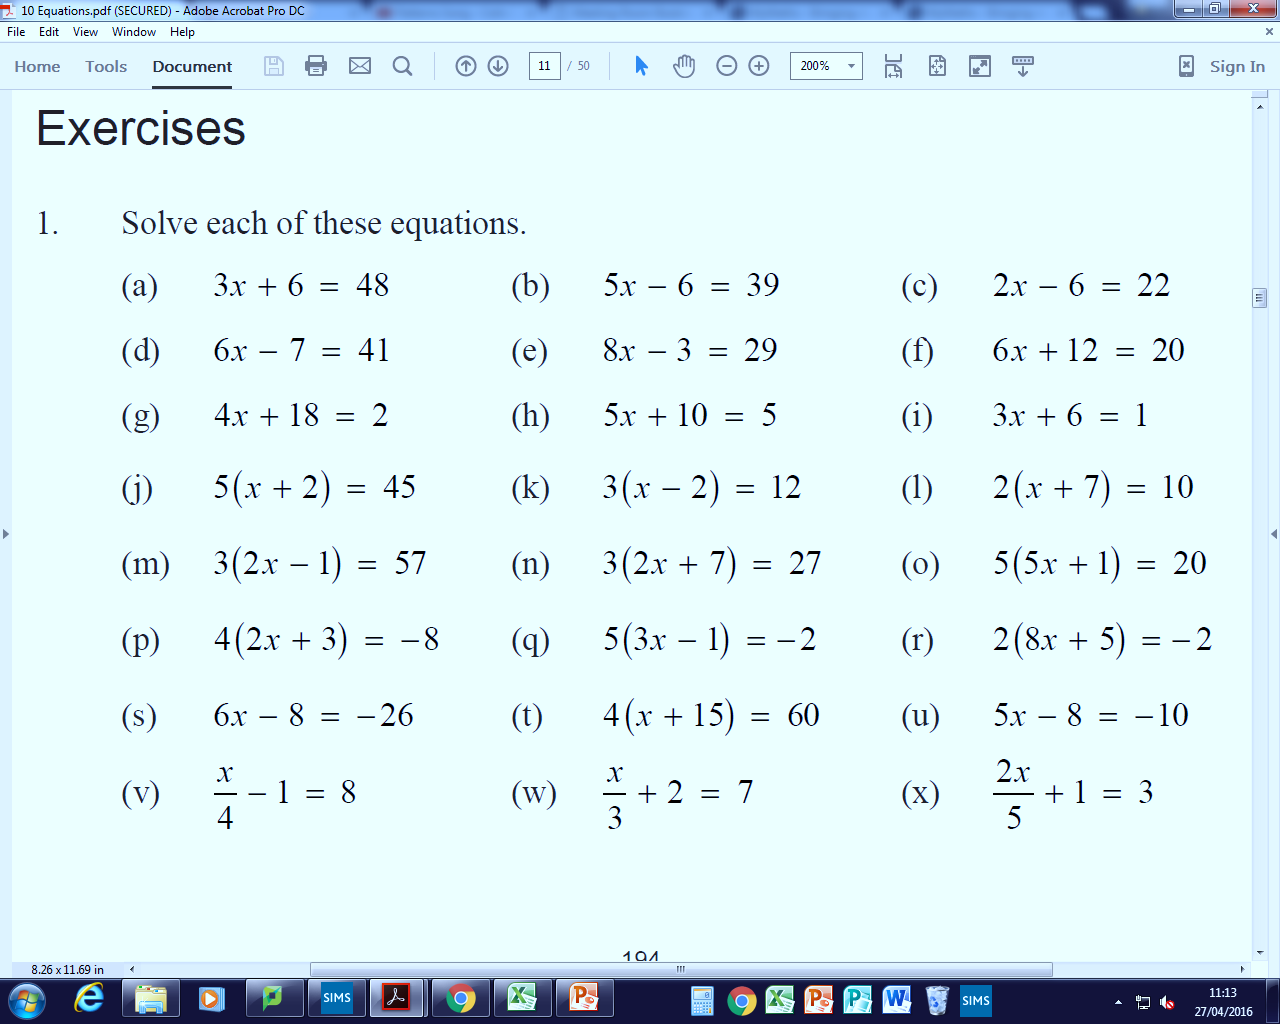 10 Equations.pdf (SECURED) - Adobe Acrobat Pro DC
File Edit View Window Help
Home Tools Document 11 / 50 200% Sign In
Exercises
1. Solve each of these equations.
(a) 3x + 6 = 48 (b) 5x − 6 = 39 (c) 2x − 6 = 22
(d) 6x − 7 = 41 (e) 8x − 3 = 29 (f) 6x + 12 = 20
(g) 4x + 18 = 2 (h) 5x + 10 = 5 (i) 3x + 6 = 1
(j) 5(x + 2) = 45 (k) 3(x − 2) = 12 (l) 2(x + 7) = 10
(m) 3(2x − 1) = 57 (n) 3(2x + 7) = 27 (o) 5(5x + 1) = 20
(p) 4(2x + 3) = −8 (q) 5(3x − 1) = −2 (r) 2(8x + 5) = −2
(s) 6x − 8 = −26 (t) 4(x + 15) = 60 (u) 5x − 8 = −10
(v) x/4 − 1 = 8 (w) x/3 + 2 = 7 (x) 2x/5 + 1 = 3
194
8.26 x 11.69 in
SIMS SIMS 11:13
27/04/2016